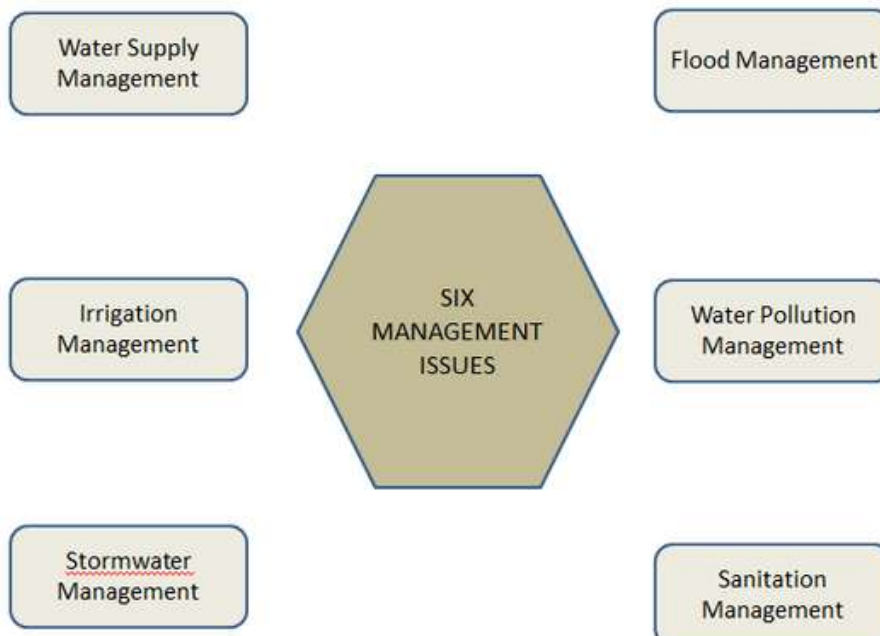 Water Supply
Management
Flood Management
Irrigation
Management
SIX
MANAGEMENT
ISSUES
Water Pollution
Management
Stormwater
Management
Sanitation
Management